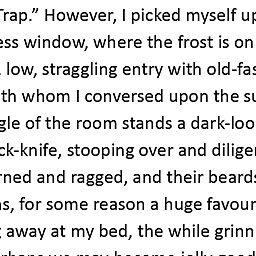 Trap.” However, I picked myself up
ess window, where the frost is on
low, straggling entry with old-fas
th whom I conversed upon the su
gle of the room stands a dark-loo
ck-knife, stooping over and diliger
rned and ragged, and their beards
s, for some reason a huge favour
away at my bed, the while grinn